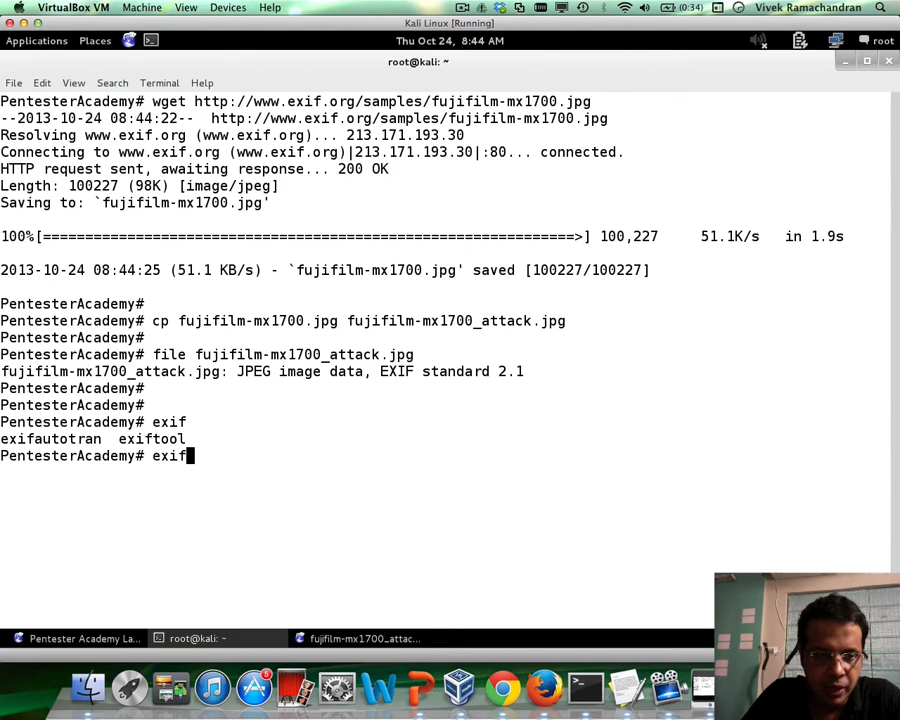 VirtualBox VM Machine View Devices Help (0:34) Vivek Ramachandran
Kali Linux [Running]
Applications Places Thu Oct 24, 8:44 AM root
root@kali: ~
File Edit View Search Terminal Help
PentesterAcademy# wget http://www.exif.org/samples/fujifilm-mx1700.jpg
--2013-10-24 08:44:22-- http://www.exif.org/samples/fujifilm-mx1700.jpg
Resolving www.exif.org (www.exif.org)... 213.171.193.30
Connecting to www.exif.org (www.exif.org)|213.171.193.30|:80... connected.
HTTP request sent, awaiting response... 200 OK
Length: 100227 (98K) [image/jpeg]
Saving to: `fujifilm-mx1700.jpg'
100%[================================================================>] 100,227 51.1K/s in 1.9s
2013-10-24 08:44:25 (51.1 KB/s) - `fujifilm-mx1700.jpg' saved [100227/100227]
PentesterAcademy#
PentesterAcademy# cp fujifilm-mx1700.jpg fujifilm-mx1700_attack.jpg
PentesterAcademy#
PentesterAcademy# file fujifilm-mx1700_attack.jpg
fujifilm-mx1700_attack.jpg: JPEG image data, EXIF standard 2.1
PentesterAcademy#
PentesterAcademy#
PentesterAcademy# exif
exifautotran exiftool
PentesterAcademy# exif
Pentester Academy La... root@kali: ~ fujifilm-mx1700_attac...